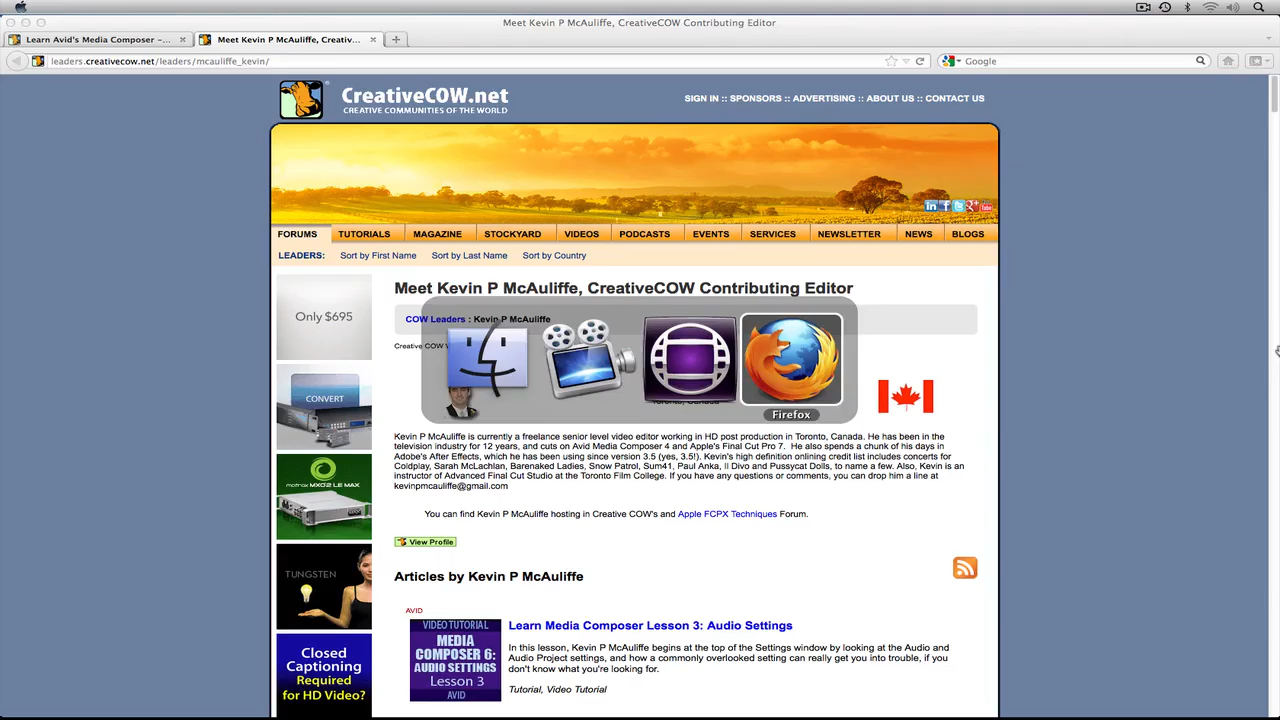 Meet Kevin P McAuliffe, CreativeCOW Contributing Editor
Learn Avid's Media Composer -...
Meet Kevin P McAuliffe, Creativ...
leaders.creativecow.net/leaders/mcauliffe_kevin/
Google
CreativeCOW.net
CREATIVE COMMUNITIES OF THE WORLD
SIGN IN :: SPONSORS :: ADVERTISING :: ABOUT US :: CONTACT US
FORUMS TUTORIALS MAGAZINE STOCKYARD VIDEOS PODCASTS EVENTS SERVICES NEWSLETTER NEWS BLOGS
LEADERS: Sort by First Name Sort by Last Name Sort by Country
Only $695
Meet Kevin P McAuliffe, CreativeCOW Contributing Editor
COW Leaders : Kevin P McAuliffe
Creative COW
Firefox
CONVERT
Kevin P McAuliffe is currently a freelance senior level video editor working in HD post production in Toronto, Canada. He has been in the
television industry for 12 years, and cuts on Avid Media Composer 4 and Apple's Final Cut Pro 7. He also spends a chunk of his days in
Adobe's After Effects, which he has been using since version 3.5 (yes, 3.5!). Kevin's high definition onlining credit list includes concerts for
Coldplay, Sarah McLachlan, Barenaked Ladies, Snow Patrol, Sum41, Paul Anka, Il Divo and Pussycat Dolls, to name a few. Also, Kevin is an
instructor of Advanced Final Cut Studio at the Toronto Film College. If you have any questions or comments, you can drop him a line at
kevinpmcauliffe@gmail.com
You can find Kevin P McAuliffe hosting in Creative COW's and Apple FCPX Techniques Forum.
View Profile
matrox MXO2 LE MAX
TUNGSTEN
Articles by Kevin P McAuliffe
AVID
VIDEO TUTORIAL
MEDIA
COMPOSER 6:
AUDIO SETTINGS
Lesson 3
AVID
Learn Media Composer Lesson 3: Audio Settings
In this lesson, Kevin P McAuliffe begins at the top of the Settings window by looking at the Audio and
Audio Project settings, and how a commonly overlooked setting can really get you into trouble, if you
don't know what you're looking for.
Tutorial, Video Tutorial
Closed
Captioning
Required
for HD Video?